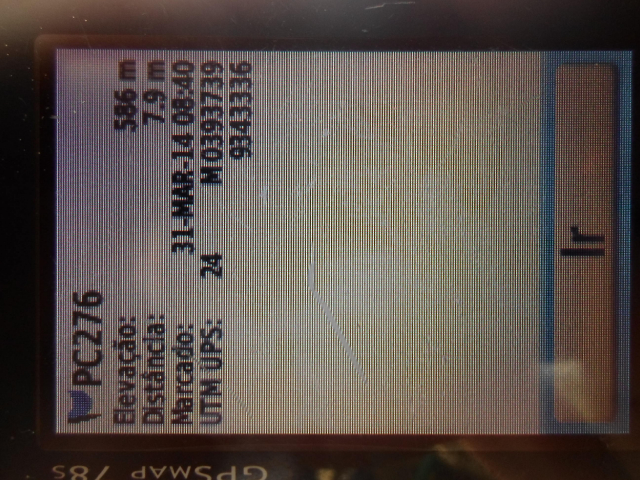 PC276
Elevação: 586 m
Distância: 7.9 m
Marcado: 31-MAR-14 08:40
UTM UPS: 24 M 0393739
9343336
Ir
GPSMAP 78S